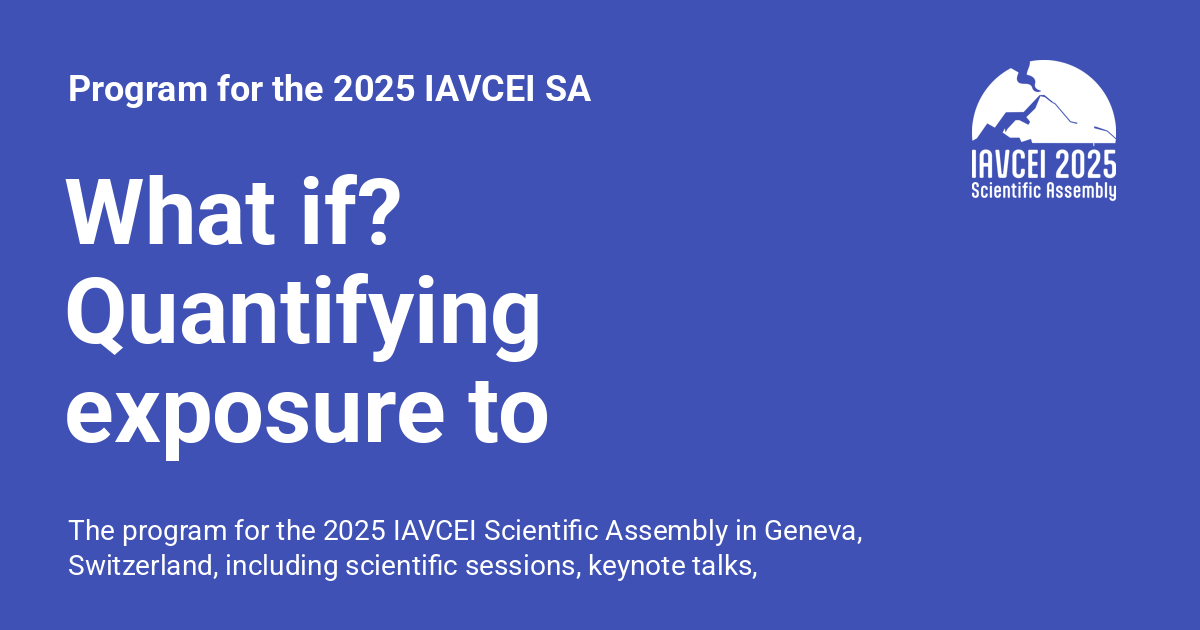 Program for the 2025 IAVCEI SA
IAVCEI 2025
Scientific Assembly
What if?
Quantifying
exposure to
The program for the 2025 IAVCEI Scientific Assembly in Geneva,
Switzerland, including scientific sessions, keynote talks,